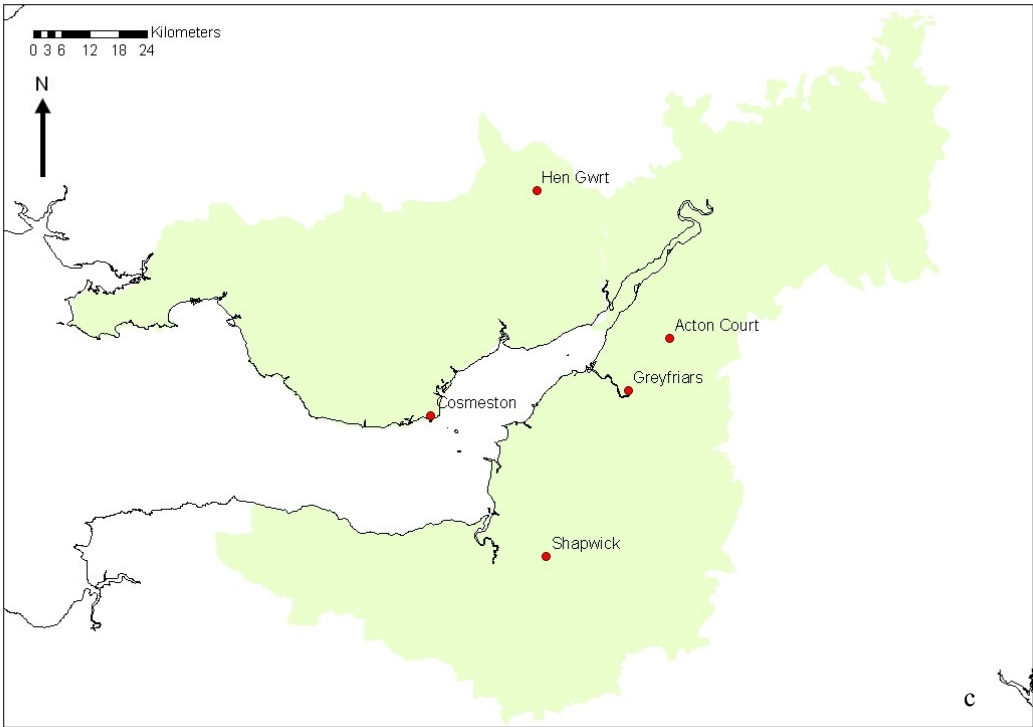 Kilometers
0 3 6 12 18 24
N
Hen Gwrt
Acton Court
Greyfriars
Cosmeston
Shapwick
c